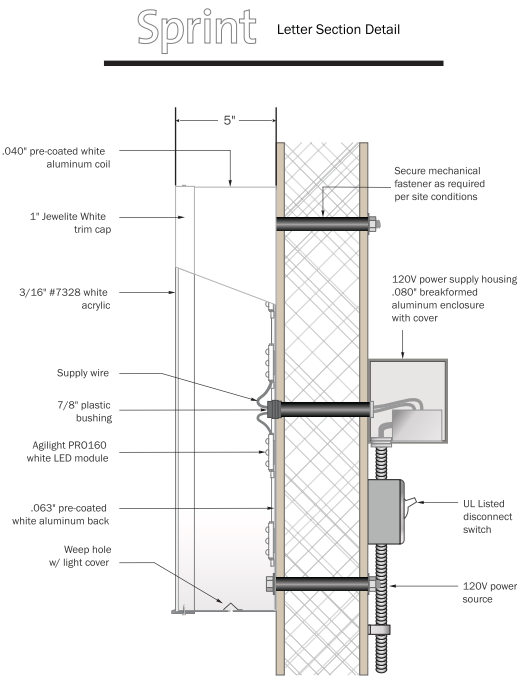 Sprint Letter Section Detail
5"
.040" pre-coated white
aluminum coil
Secure mechanical
fastener as required
per site conditions
1" Jewelite White
trim cap
3/16" #7328 white
acrylic
120V power supply housing
.080" breakformed
aluminum enclosure
with cover
Supply wire
7/8" plastic
bushing
Agilight PRO160
white LED module
.063" pre-coated
white aluminum back
UL Listed
disconnect
switch
Weep hole
w/ light cover
120V power
source